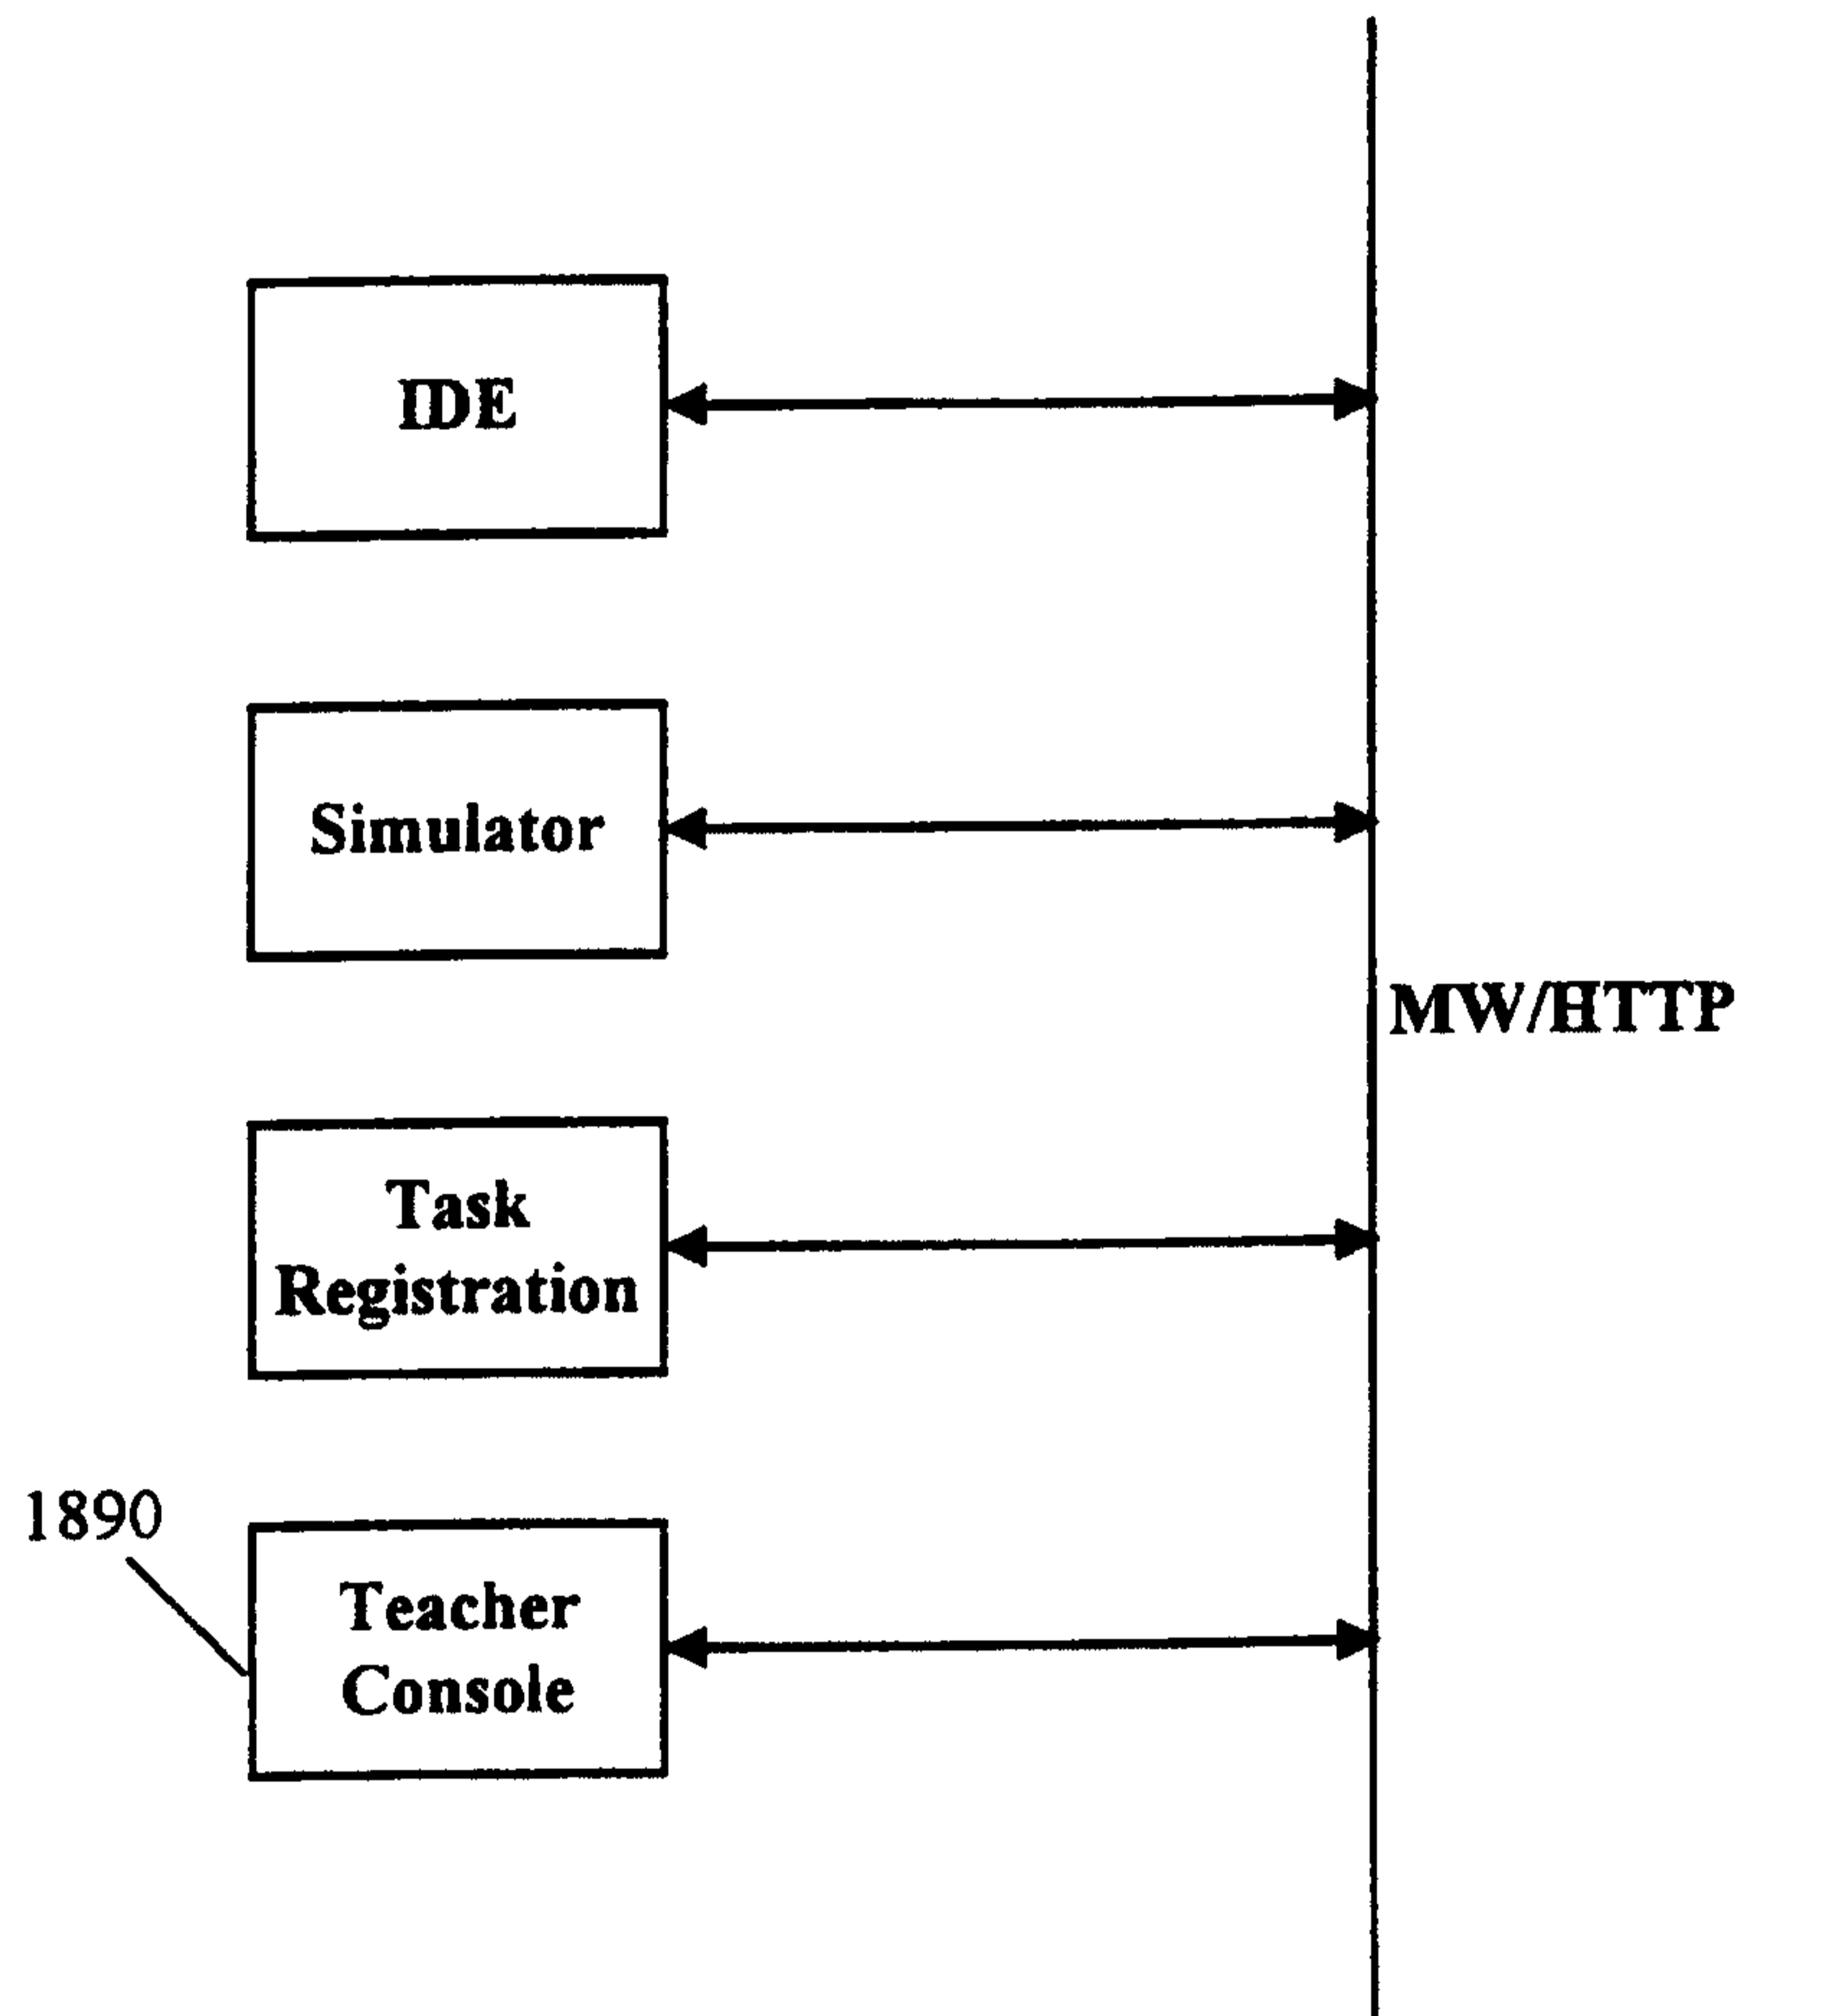 IDE
Simulator
MW/HTTP
Task
Registration
1890
Teacher
Console